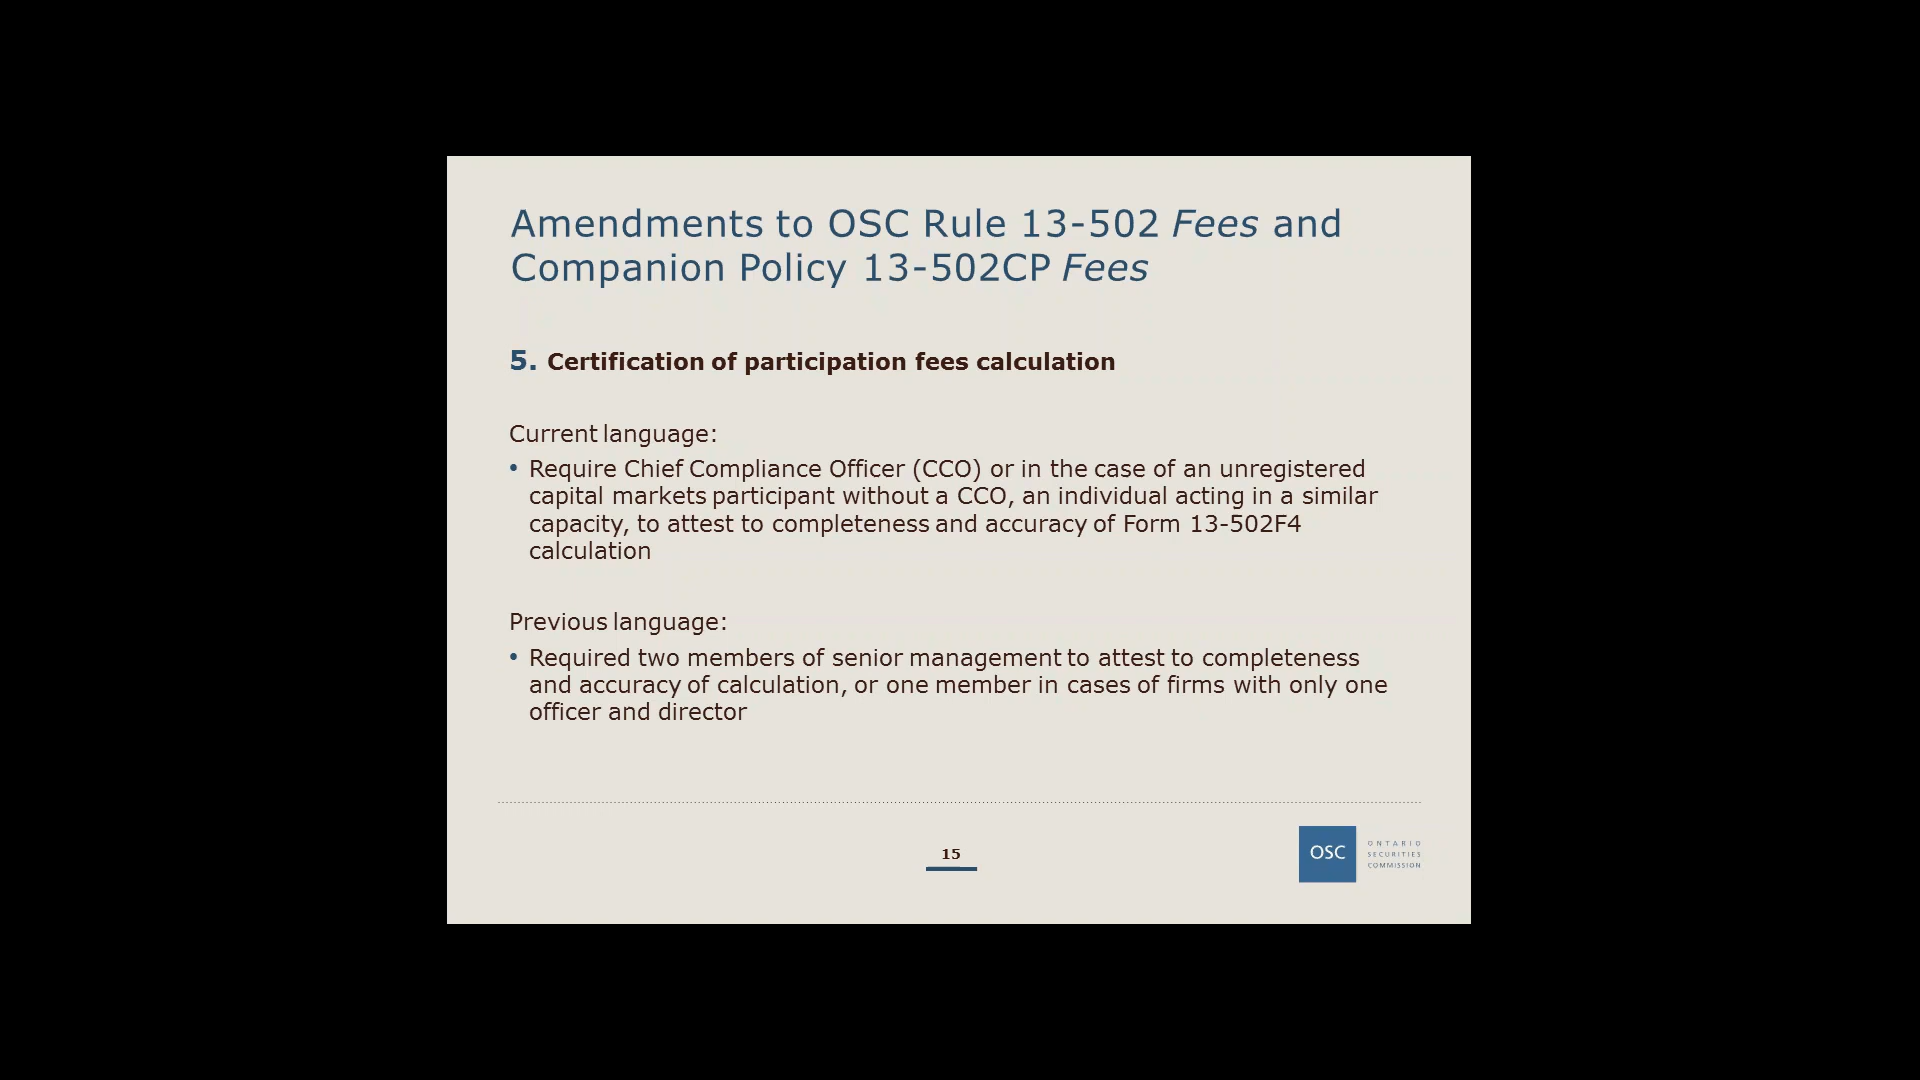 Amendments to OSC Rule 13-502 Fees and
Companion Policy 13-502CP Fees
5. Certification of participation fees calculation
Current language:
• Require Chief Compliance Officer (CCO) or in the case of an unregistered
capital markets participant without a CCO, an individual acting in a similar
capacity, to attest to completeness and accuracy of Form 13-502F4
calculation
Previous language:
• Required two members of senior management to attest to completeness
and accuracy of calculation, or one member in cases of firms with only one
officer and director
15
OSC
ONTARIO
SECURITIES
COMMISSION